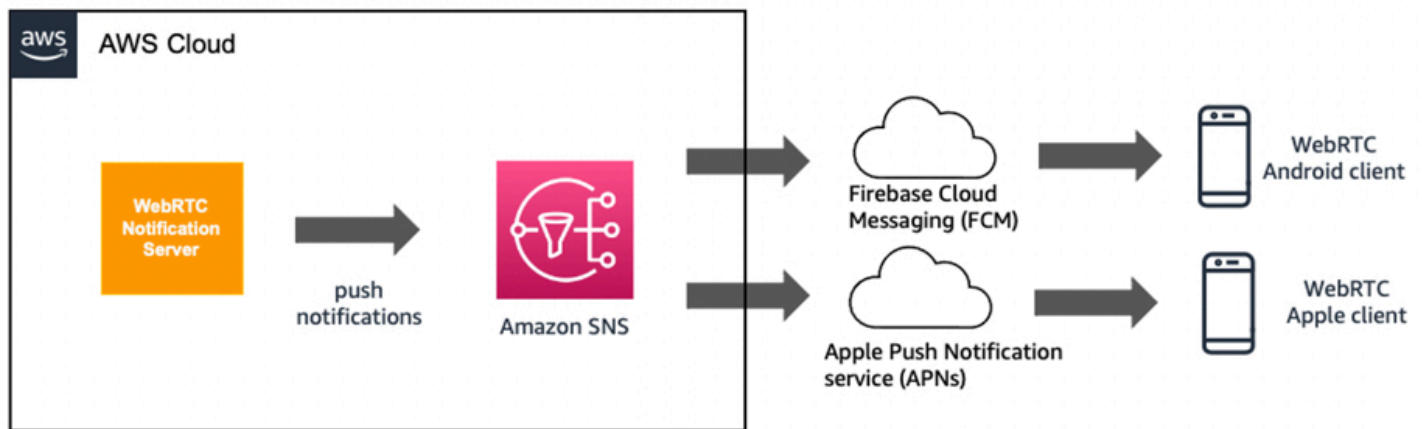 aws
AWS Cloud
WebRTC
Notification
Server
push
notifications
Amazon SNS
Firebase Cloud
Messaging (FCM)
WebRTC
Android client
Apple Push Notification
service (APNs)
WebRTC
Apple client